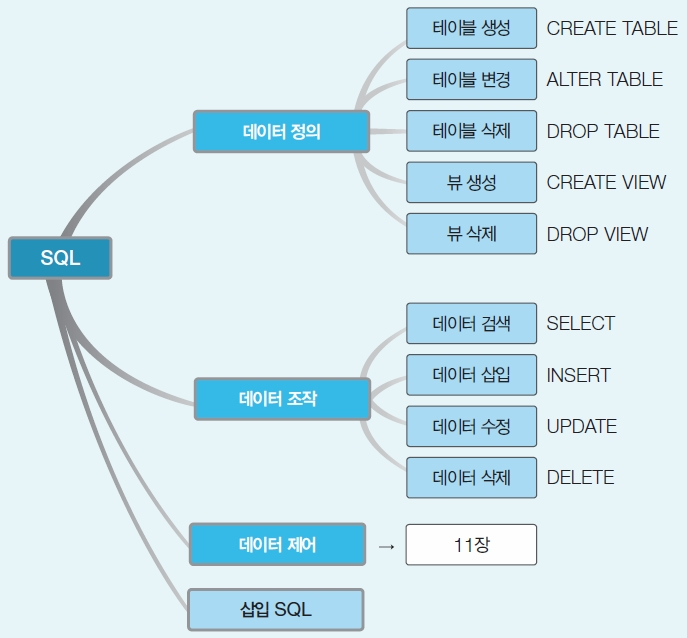 SQL
데이터 정의
테이블 생성 CREATE TABLE
테이블 변경 ALTER TABLE
테이블 삭제 DROP TABLE
뷰 생성 CREATE VIEW
뷰 삭제 DROP VIEW
데이터 조작
데이터 검색 SELECT
데이터 삽입 INSERT
데이터 수정 UPDATE
데이터 삭제 DELETE
데이터 제어 → 11장
삽입 SQL